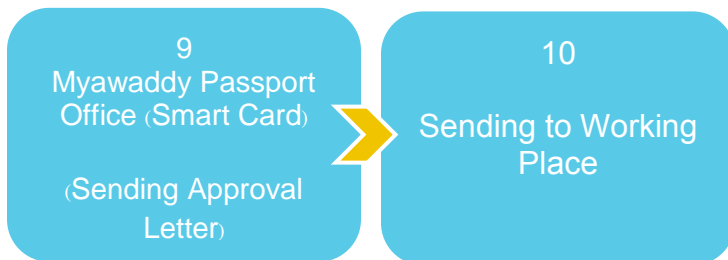 9
Myawaddy Passport
Office (Smart Card)
(Sending Approval
Letter)
10
Sending to Working
Place